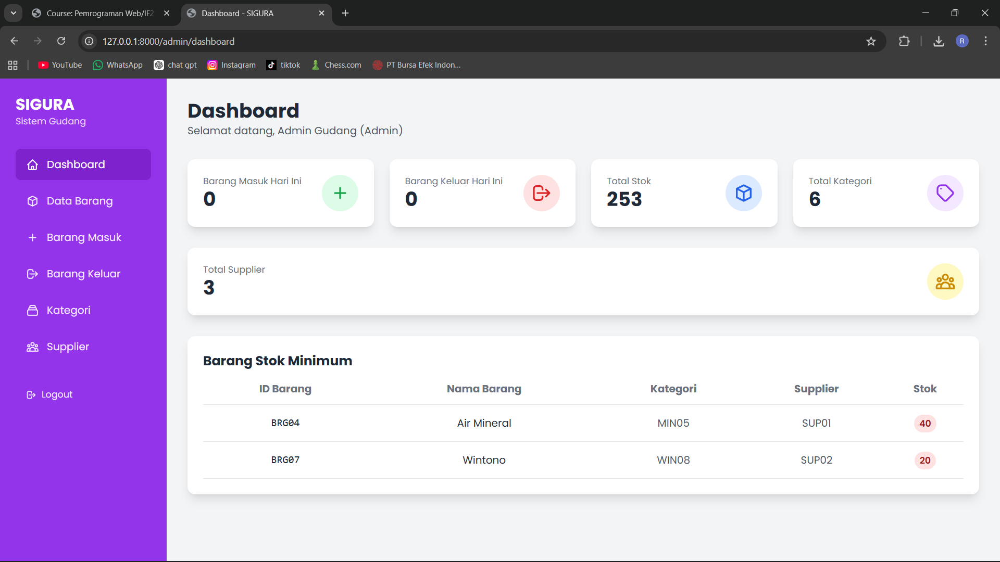 Course: Pemrograman Web/IF2
Dashboard - SIGURA
127.0.0.1:8000/admin/dashboard
R
YouTube
WhatsApp
chat gpt
Instagram
tiktok
Chess.com
PT Bursa Efek Indon...
SIGURA
Sistem Gudang
Dashboard
Data Barang
Barang Masuk
Barang Keluar
Kategori
Supplier
Logout
Dashboard
Selamat datang, Admin Gudang (Admin)
Barang Masuk Hari Ini
0
Barang Keluar Hari Ini
0
Total Stok
253
Total Kategori
6
Total Supplier
3
Barang Stok Minimum
ID Barang Nama Barang Kategori Supplier Stok
BRG04 Air Mineral MIN05 SUP01 40
BRG07 Wintono WIN08 SUP02 20